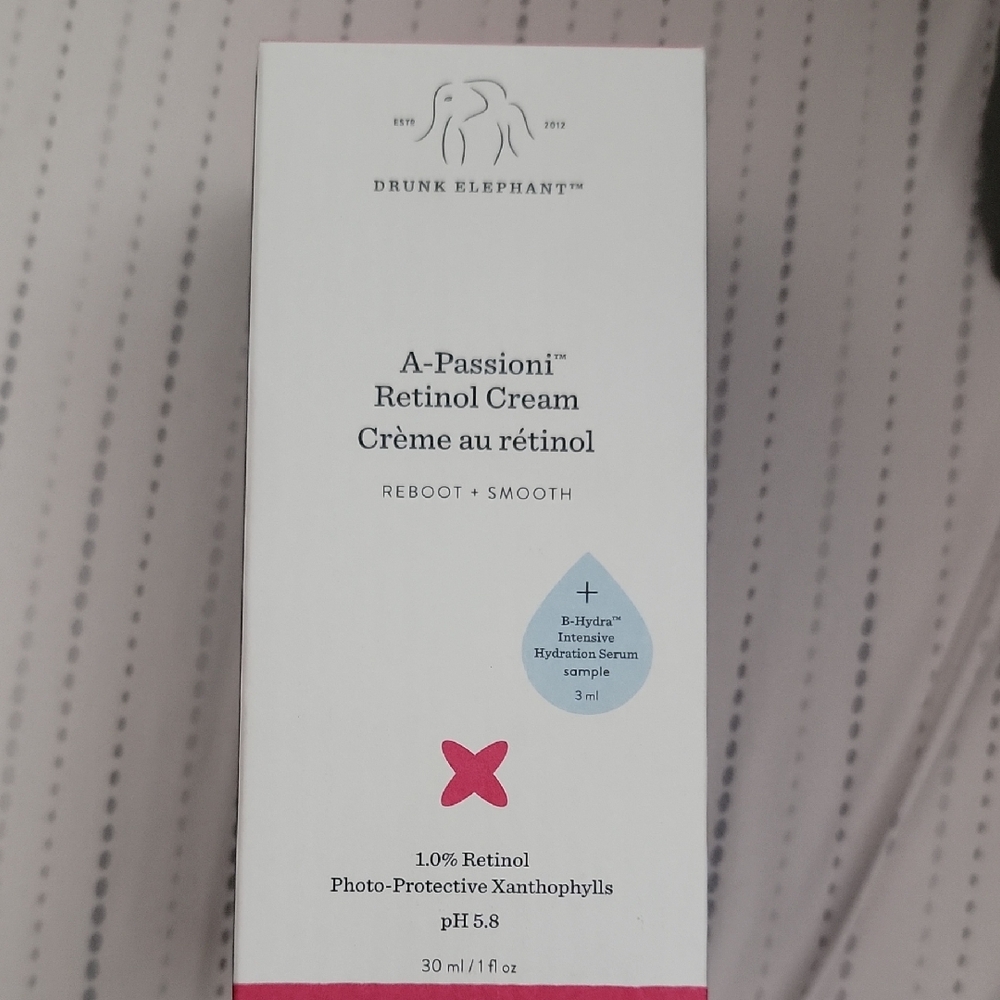 ESTD 2012
DRUNK ELEPHANT™
A-Passioni™
Retinol Cream
Crème au rétinol
REBOOT + SMOOTH
+
B-Hydra™
Intensive
Hydration Serum
sample
3 ml
1.0% Retinol
Photo-Protective Xanthophylls
pH 5.8
30 ml / 1 fl oz